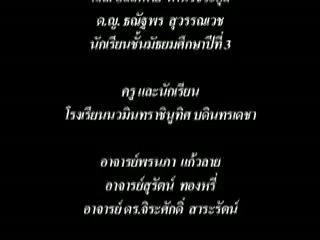 ด.ญ. ธณัฐพร สุวรรณเวช
นักเรียนชั้นมัธยมศึกษาปีที่ 3
ครู และนักเรียน
โรงเรียนนวมินทราชินูทิศ บดินทรเดชา
อาจารย์พรนภา แก้วลาย
อาจารย์สุรัตน์ ทองหรี่
อาจารย์ ดร.จิระศักดิ์ สาระรัตน์